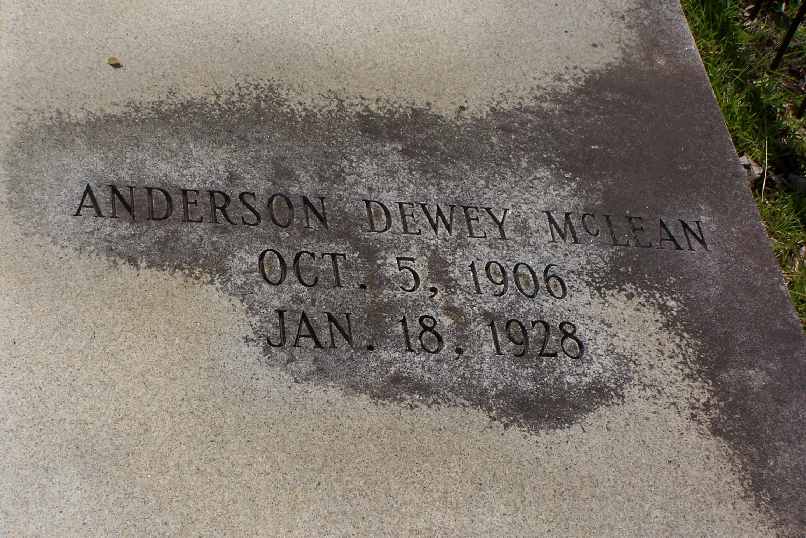 ANDERSON DEWEY McLEAN
OCT. 5, 1906
JAN. 18, 1928